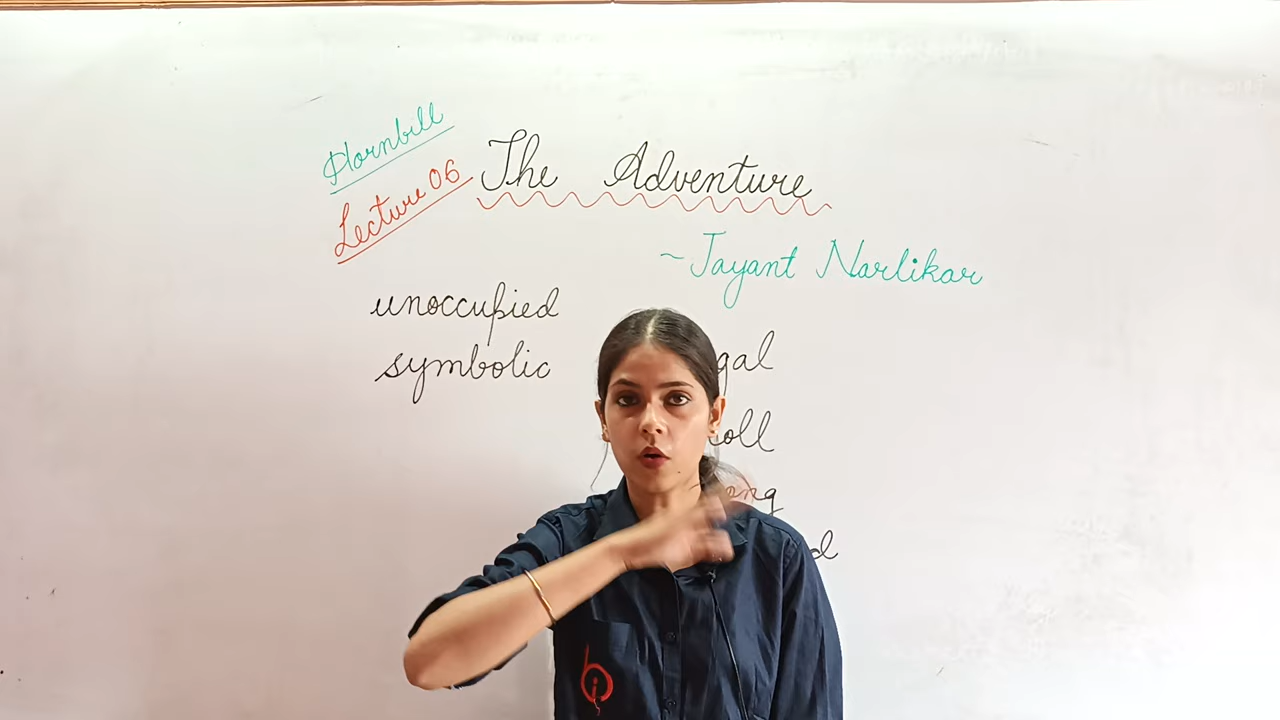 Hornbill
Lecture 06
The Adventure
~ Jayant Narlikar
unoccupied
symbolic